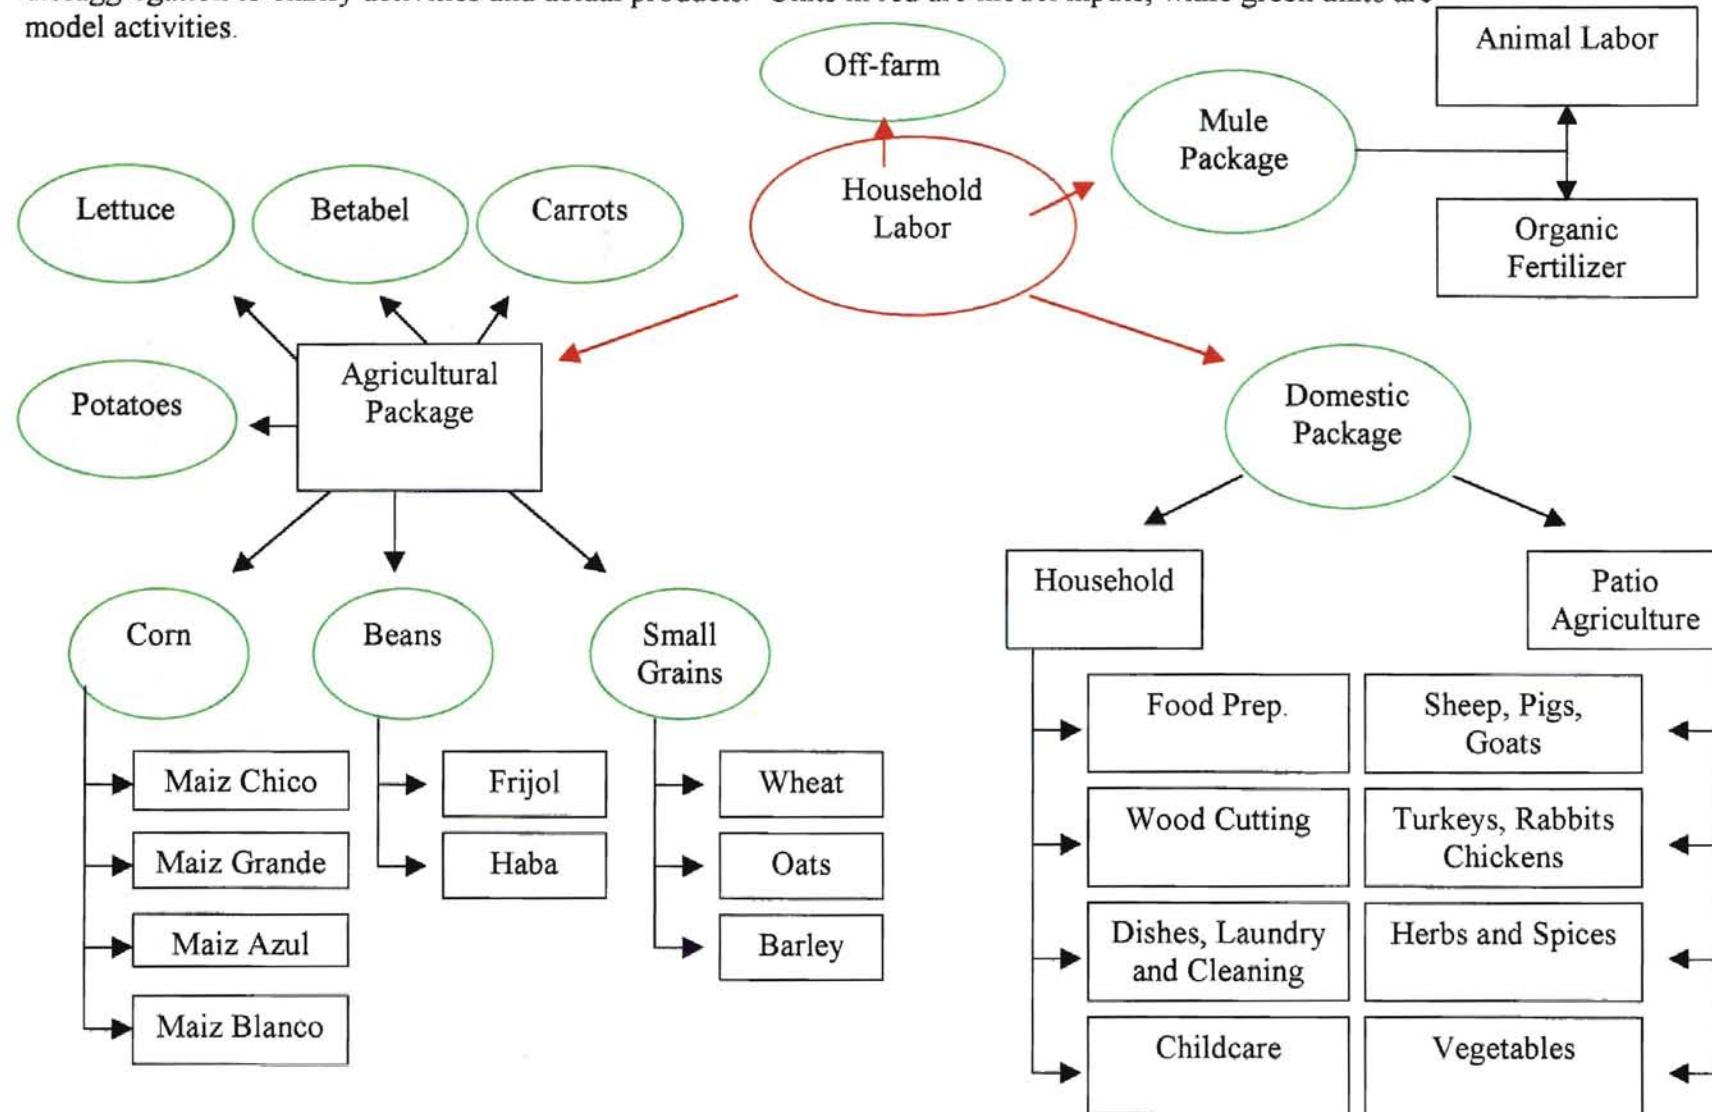 model activities.
Animal Labor
Off-farm
Mule
Package
Household
Labor
Organic
Fertilizer
Lettuce
Betabel
Carrots
Agricultural
Package
Potatoes
Domestic
Package
Corn
Beans
Small
Grains
Household
Patio
Agriculture
Maiz Chico
Maiz Grande
Maiz Azul
Maiz Blanco
Frijol
Haba
Wheat
Oats
Barley
Food Prep.
Wood Cutting
Dishes, Laundry
and Cleaning
Childcare
Sheep, Pigs,
Goats
Turkeys, Rabbits
Chickens
Herbs and Spices
Vegetables